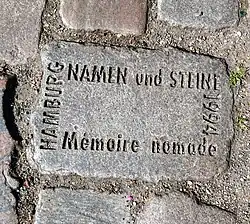 HAMBURG
NAMEN und STEINE
1994
Mémoire nomade